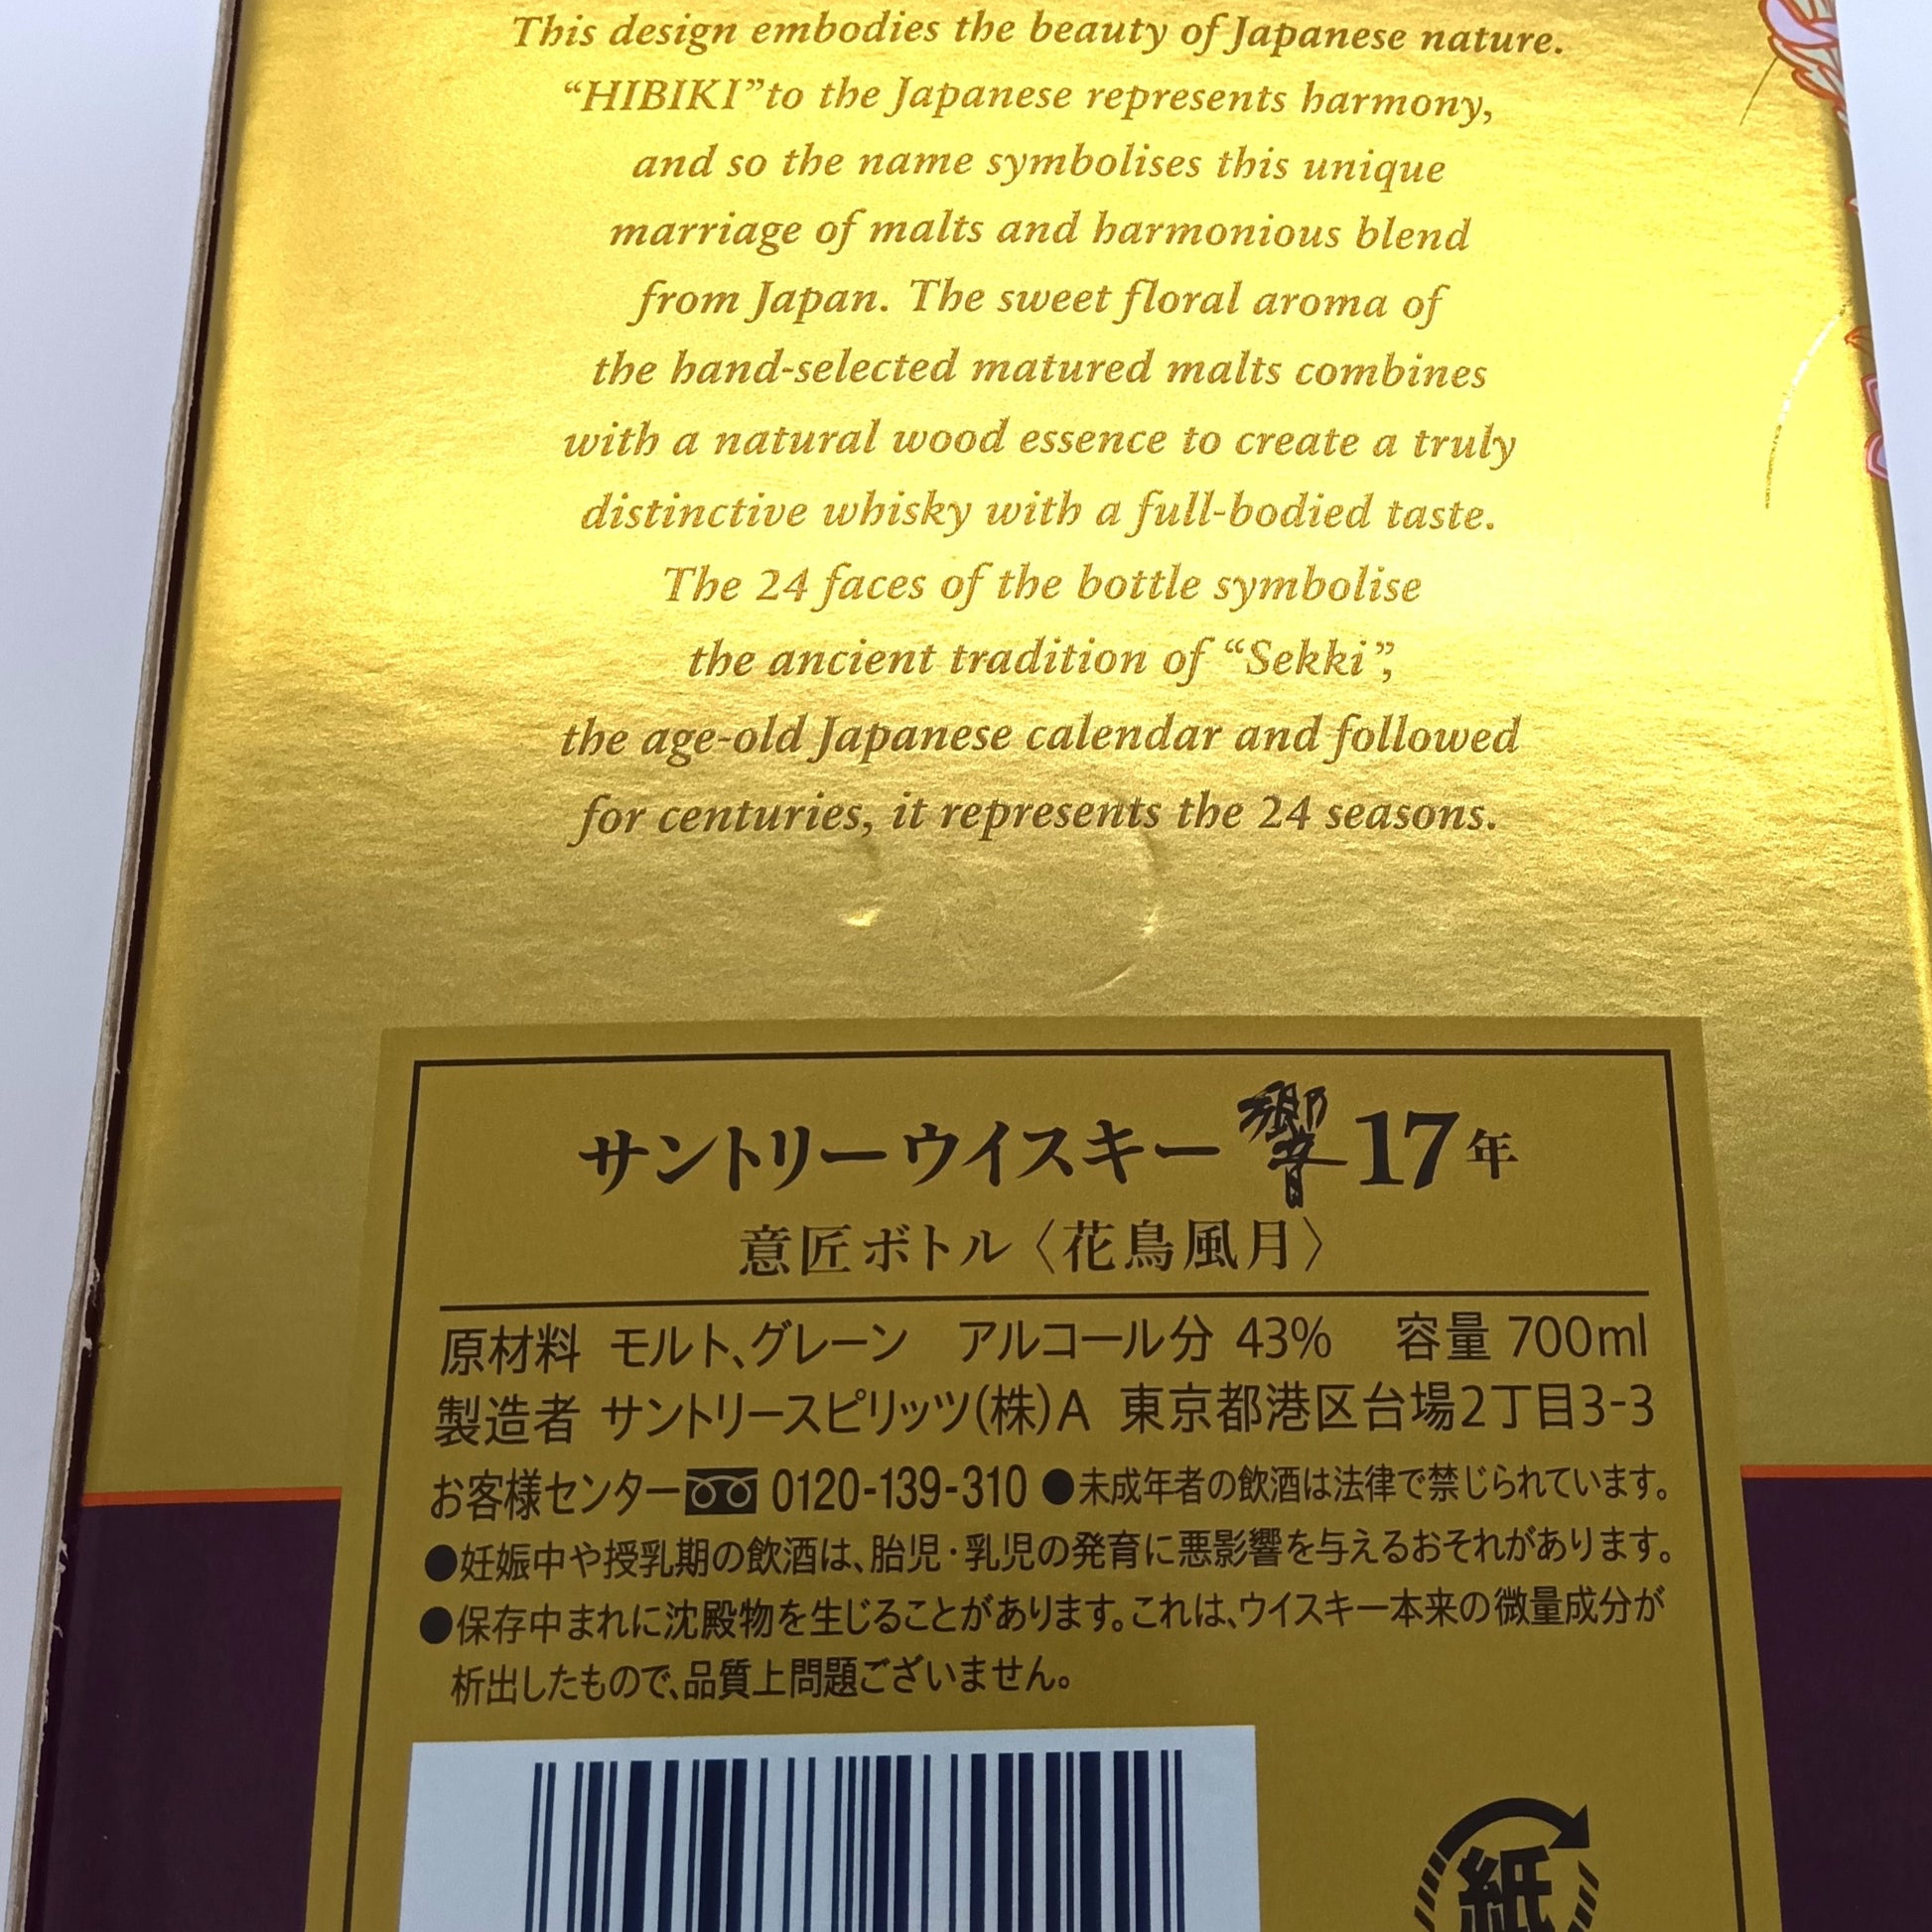 This design embodies the beauty of Japanese nature.
“HIBIKI”to the Japanese represents harmony,
and so the name symbolises this unique
marriage of malts and harmonious blend
from Japan. The sweet floral aroma of
the hand-selected matured malts combines
with a natural wood essence to create a truly
distinctive whisky with a full-bodied taste.
The 24 faces of the bottle symbolise
the ancient tradition of “Sekki”,
the age-old Japanese calendar and followed
for centuries, it represents the 24 seasons.
サントリーウイスキー響17年
意匠ボトル〈花鳥風月〉
原材料 モルト、グレーン アルコール分 43% 容量 700ml
製造者 サントリースピリッツ(株)A 東京都港区台場2丁目3-3
お客様センター 0120-139-310 ●未成年者の飲酒は法律で禁じられています。
●妊娠中や授乳期の飲酒は、胎児・乳児の発育に悪影響を与えるおそれがあります。
●保存中まれに沈殿物を生じることがあります。これは、ウイスキー本来の微量成分が
析出したもので、品質上問題ございません。
紙